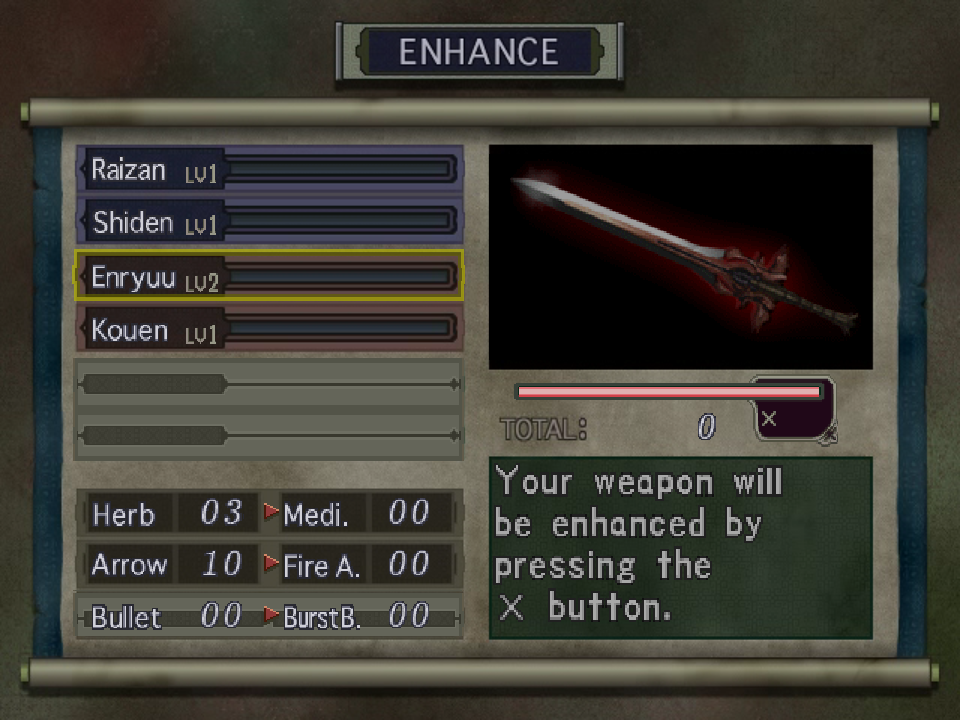 ENHANCE
Raizan LV1
Shiden LV1
Enryuu LV2
Kouen LV1
TOTAL: 0
Herb 03 Medi. 00
Arrow 10 Fire A. 00
Bullet 00 BurstB. 00
Your weapon will
be enhanced by
pressing the
X button.